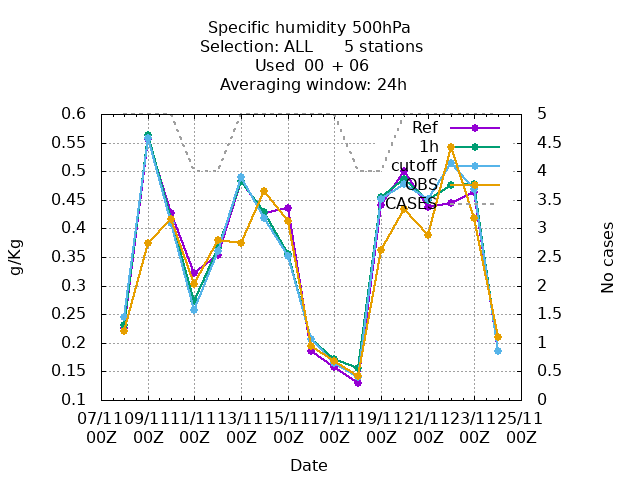 Specific humidity 500hPa
Selection: ALL 5 stations
Used 00 + 06
Averaging window: 24h
0.6
0.55
0.5
0.45
0.4
0.35
0.3
0.25
0.2
0.15
0.1
g/Kg
Ref
1h
cutoff
OBS
CASES
5
4.5
4
3.5
3
2.5
2
1.5
1
0.5
0
No cases
07/11 09/11 11/11 13/11 15/11 17/11 19/11 21/11 23/11 25/11
00Z 00Z 00Z 00Z 00Z 00Z 00Z 00Z 00Z 00Z
Date